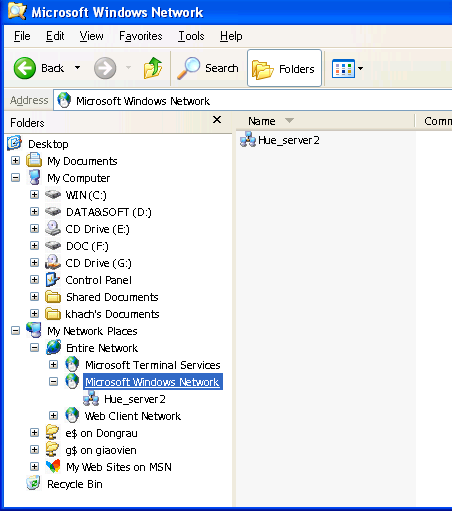 Microsoft Windows Network
File Edit View Favorites Tools Help
Back Search Folders
Address Microsoft Windows Network
Folders
Desktop
My Documents
My Computer
WIN (C:)
DATA&SOFT (D:)
CD Drive (E:)
DOC (F:)
CD Drive (G:)
Control Panel
Shared Documents
khach's Documents
My Network Places
Entire Network
Microsoft Terminal Services
Microsoft Windows Network
Hue_server2
Web Client Network
e$ on Dongrau
g$ on giaovien
My Web Sites on MSN
Recycle Bin
Name Comm
Hue_server2